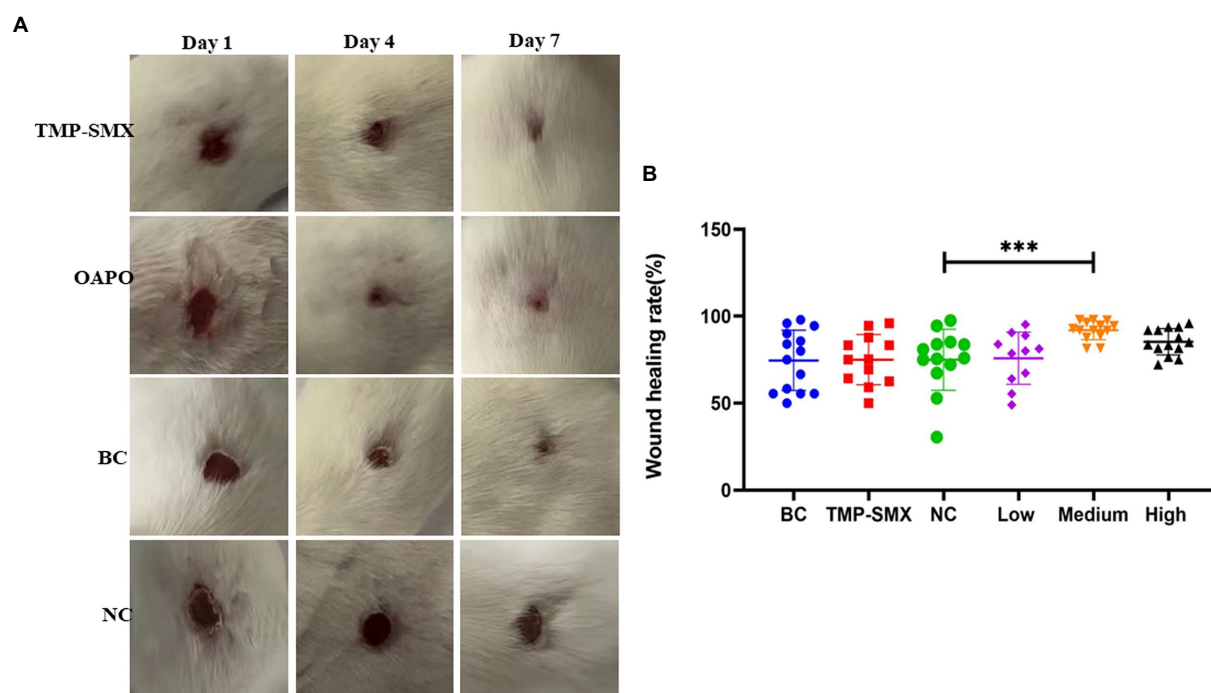 A
Day 1 Day 4 Day 7
TMP-SMX
OAPO
BC
NC
B
Wound healing rate(%)
150
100
50
0
***
BC TMP-SMX NC Low Medium High